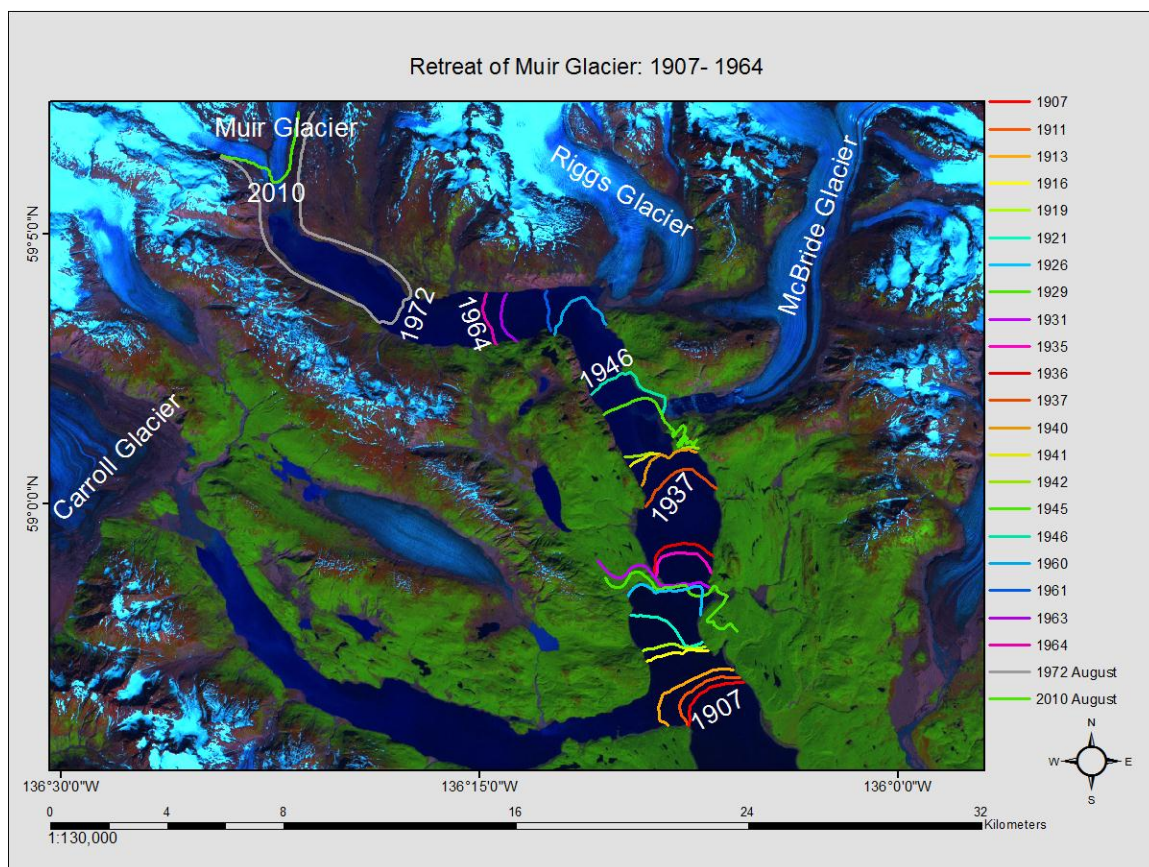 Retreat of Muir Glacier: 1907- 1964
Muir Glacier
2010
Riggs Glacier
McBride Glacier
1972
1964
1946
Carroll Glacier
1937
1907
59°5'0"N
59°0'0"N
136°30'0"W
136°15'0"W
136°0'0"W
1907
1911
1913
1916
1919
1921
1926
1929
1931
1935
1936
1937
1940
1941
1942
1945
1946
1960
1961
1963
1964
1972 August
2010 August
N
W E
S
0 2 4 8 16 24 32
Kilometers
1:130,000